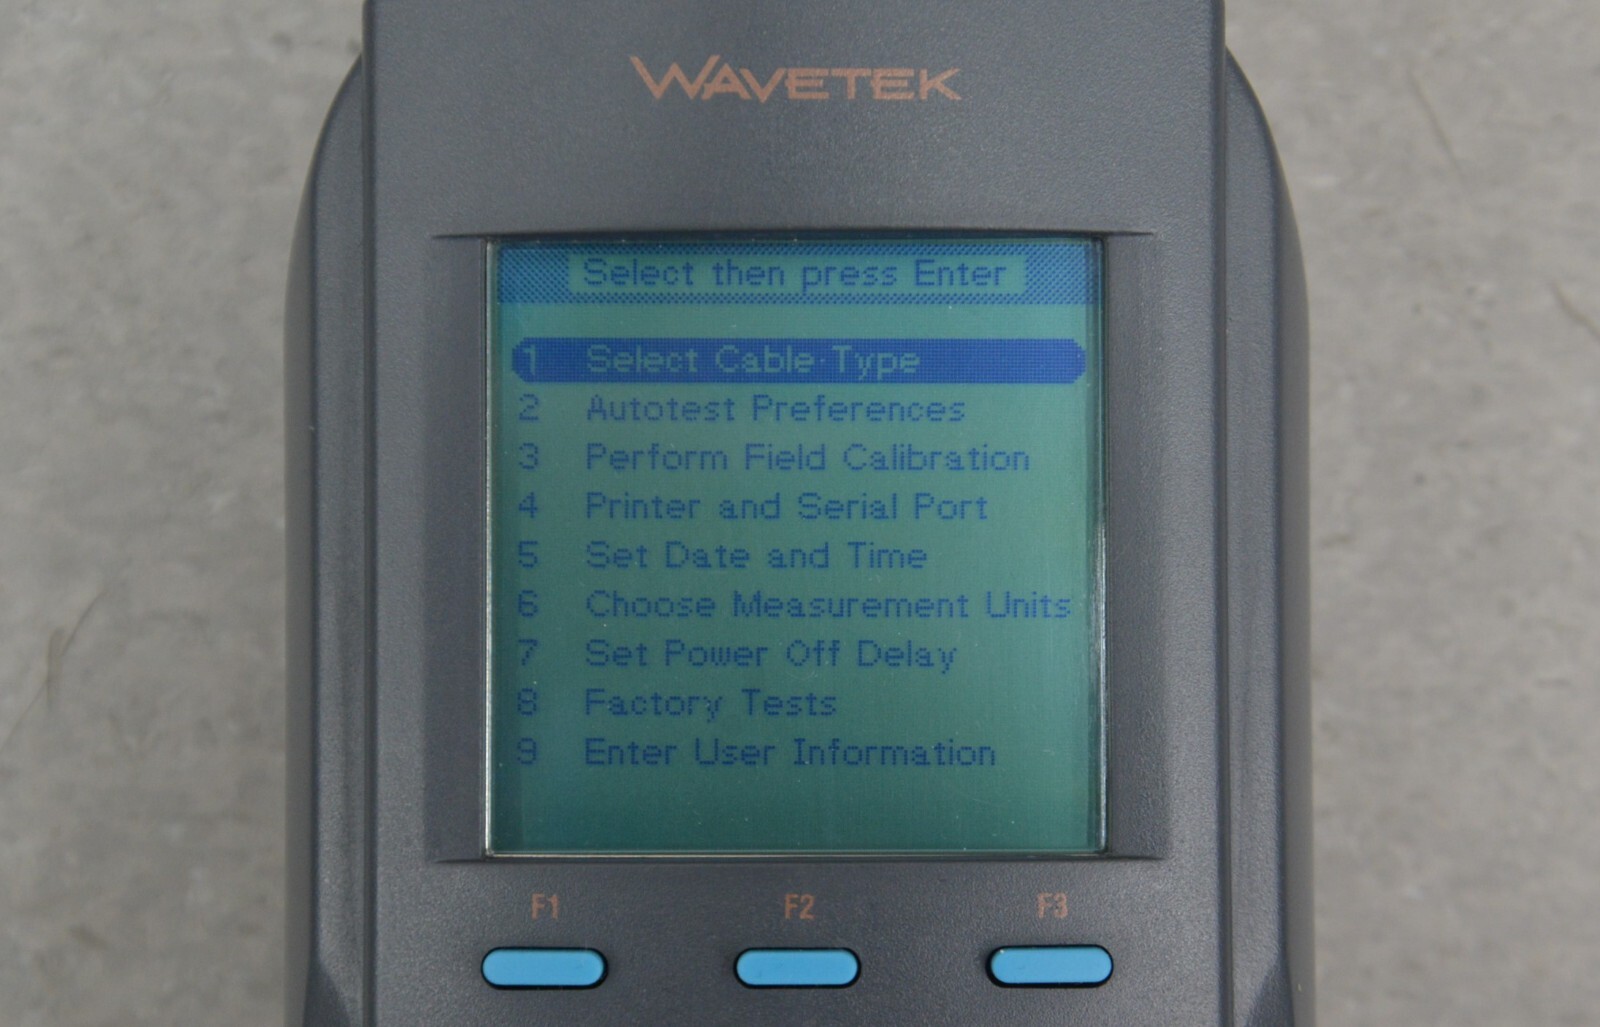 WAVETEK
Select then press Enter
1 Select Cable Type
2 Autotest Preferences
3 Perform Field Calibration
4 Printer and Serial Port
5 Set Date and Time
6 Choose Measurement Units
7 Set Power Off Delay
8 Factory Tests
9 Enter User Information
F1 F2 F3